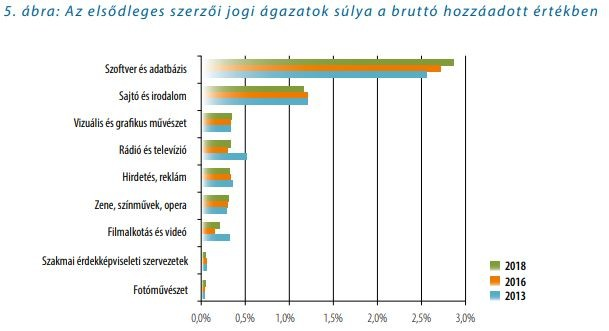 5. ábra: Az elsődleges szerzői jogi ágazatok súlya a bruttó hozzáadott értékben
Szoftver és adatbázis
Sajtó és irodalom
Vizuális és grafikus művészet
Rádió és televízió
Hirdetés, reklám
Zene, színművek, opera
Filmalkotás és videó
Szakmai érdekképviseleti szervezetek
Fotóművészet
2018
2016
2013
0,0% 0,5% 1,0% 1,5% 2,0% 2,5% 3,0%